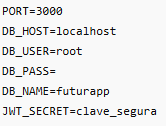 PORT=3000
DB_HOST=localhost
DB_USER=root
DB_PASS=
DB_NAME=futurapp
JWT_SECRET=clave_segura